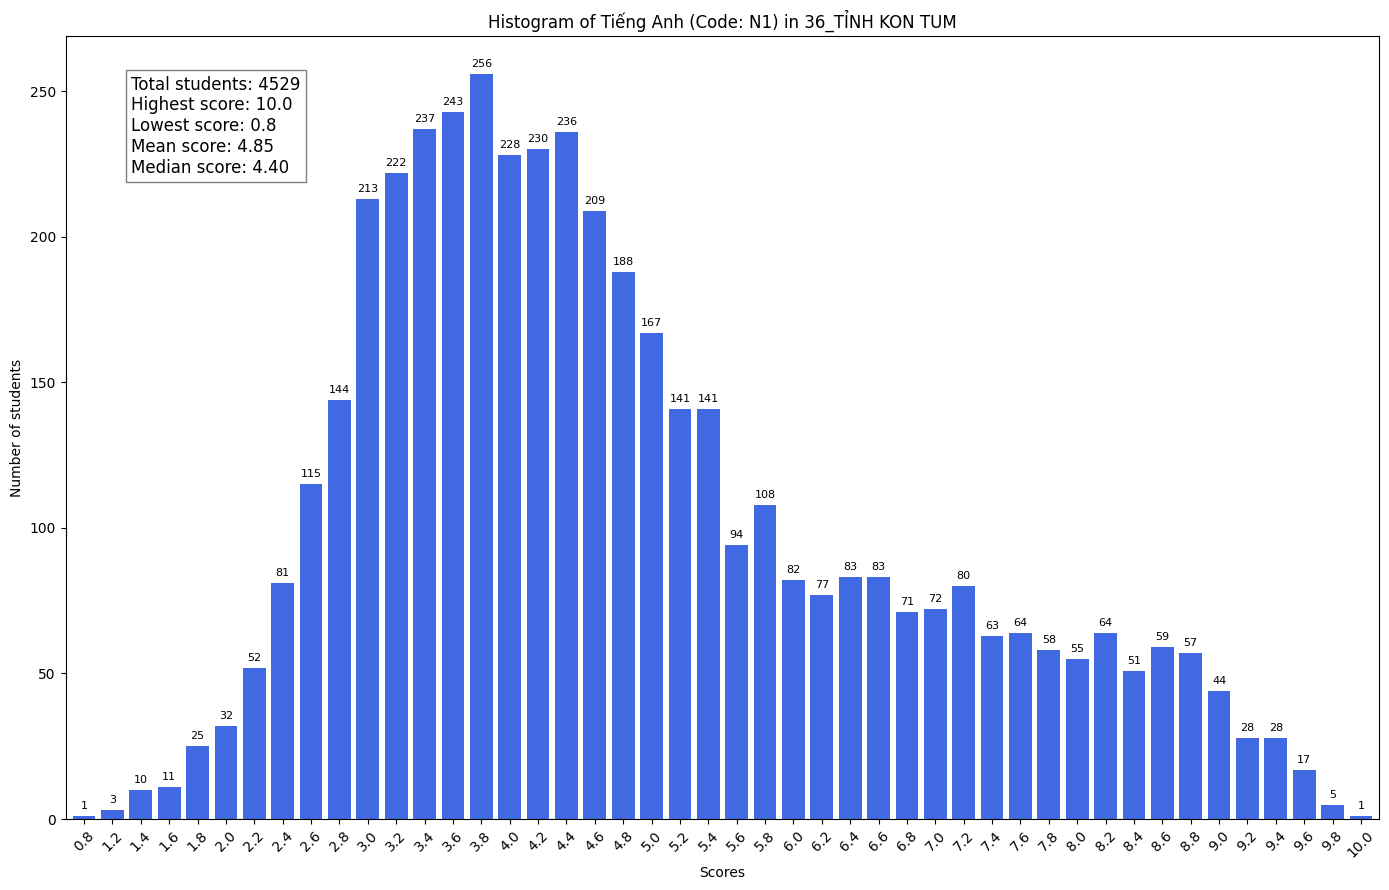 Histogram of Tiếng Anh (Code: N1) in 36_TỈNH KON TUM
Total students: 4529
Highest score: 10.0
Lowest score: 0.8
Mean score: 4.85
Median score: 4.40
Number of students
250
200
150
100
50
0
1 3 10 11 25 32 52 81 115 144 213 222 237 243 256 228 230 236 209 188 167 141 141 94 108 82 77 83 83 71 72 80 63 64 58 55 64 51 59 57 44 28 28 17 5 1
0.8 1.2 1.4 1.6 1.8 2.0 2.2 2.4 2.6 2.8 3.0 3.2 3.4 3.6 3.8 4.0 4.2 4.4 4.6 4.8 5.0 5.2 5.4 5.6 5.8 6.0 6.2 6.4 6.6 6.8 7.0 7.2 7.4 7.6 7.8 8.0 8.2 8.4 8.6 8.8 9.0 9.2 9.4 9.6 9.8 10.0
Scores